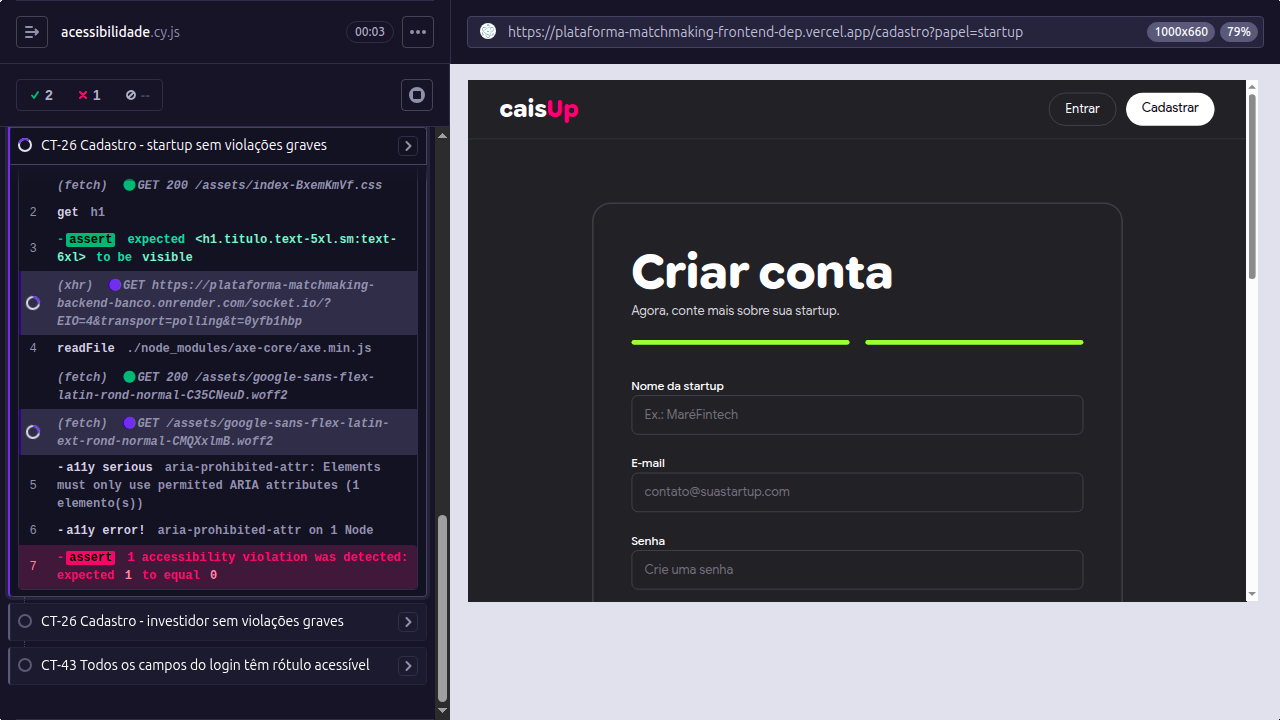 acessibilidade.cy.js
00:03
2
1
--
CT-26 Cadastro - startup sem violações graves
(fetch) GET 200 /assets/index-BxemKmVf.css
2 get h1
3 -assert expected <h1.titulo.text-5xl.sm:text-
6xl> to be visible
(xhr) GET https://plataforma-matchmaking-
backend-banco.onrender.com/socket.io/?
EIO=4&transport=polling&t=0yfb1hbp
4 readFile ./node_modules/axe-core/axe.min.js
(fetch) GET 200 /assets/google-sans-flex-
latin-rond-normal-C35CNeuD.woff2
(fetch) GET /assets/google-sans-flex-latin-
ext-rond-normal-CMQXxlmB.woff2
5 -a11y serious aria-prohibited-attr: Elements
must only use permitted ARIA attributes (1
elemento(s))
6 -a11y error! aria-prohibited-attr on 1 Node
7 -assert 1 accessibility violation was detected:
expected 1 to equal 0
CT-26 Cadastro - investidor sem violações graves
CT-43 Todos os campos do login têm rótulo acessível
https://plataforma-matchmaking-frontend-dep.vercel.app/cadastro?papel=startup
1000x660
79%
caisUp
Entrar
Cadastrar
Criar conta
Agora, conte mais sobre sua startup.
Nome da startup
Ex.: MaréFintech
E-mail
contato@suastartup.com
Senha
Crie uma senha